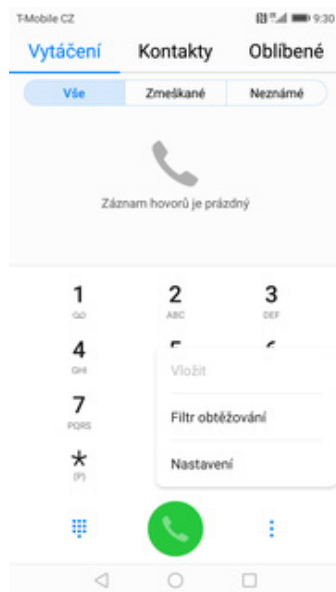 T-Mobile CZ 9:30
Vytáčení Kontakty Oblíbené
Vše Zmeškané Neznámé
Záznam hovorů je prázdný
1 2 3
ABC DEF
4
GHI
Vložit
7
PQRS
Filtr obtěžování
*
(P)
Nastavení